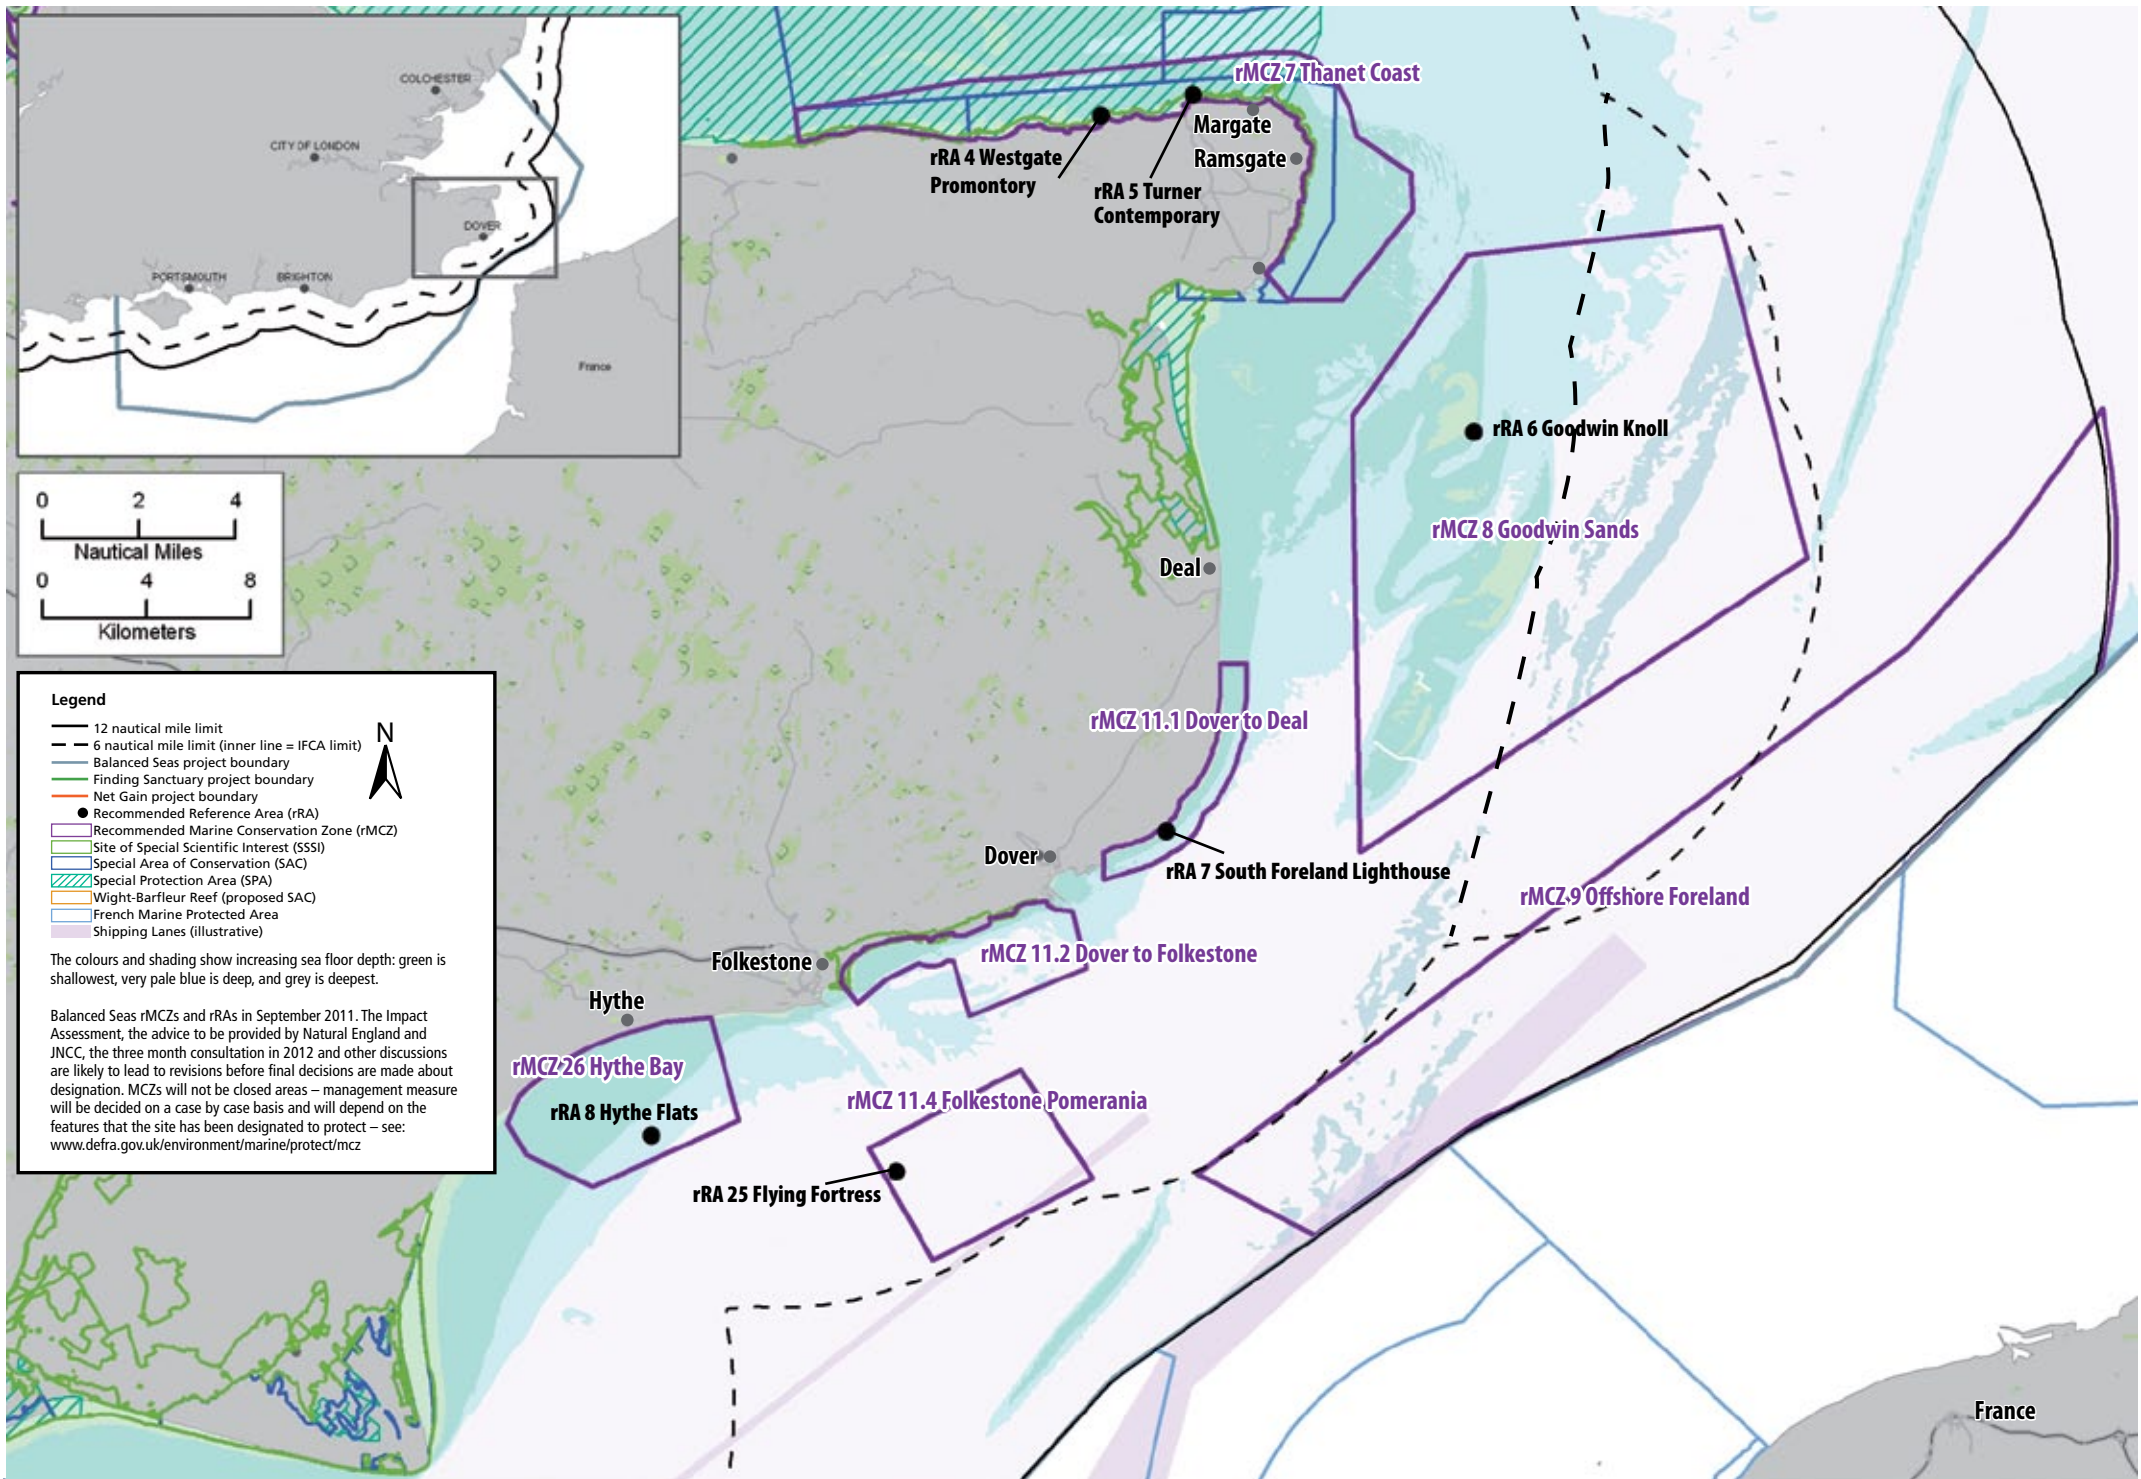 COLCHESTER
CITY OF LONDON
DOVER
PORTSMOUTH
BRIGHTON
France
0 2 4
Nautical Miles
0 4 8
Kilometers
Legend
12 nautical mile limit
6 nautical mile limit (inner line = IFCA limit)
Balanced Seas project boundary
Finding Sanctuary project boundary
Net Gain project boundary
Recommended Reference Area (rRA)
Recommended Marine Conservation Zone (rMCZ)
Site of Special Scientific Interest (SSSI)
Special Area of Conservation (SAC)
Special Protection Area (SPA)
Wight-Barfleur Reef (proposed SAC)
French Marine Protected Area
Shipping Lanes (illustrative)
N
The colours and shading show increasing sea floor depth: green is
shallowest, very pale blue is deep, and grey is deepest.
Balanced Seas rMCZs and rRAs in September 2011. The Impact
Assessment, the advice to be provided by Natural England and
JNCC, the three month consultation in 2012 and other discussions
are likely to lead to revisions before final decisions are made about
designation. MCZs will not be closed areas – management measure
will be decided on a case by case basis and will depend on the
features that the site has been designated to protect – see:
www.defra.gov.uk/environment/marine/protect/mcz
rMCZ 7 Thanet Coast
Margate
Ramsgate
rRA 4 Westgate
Promontory
rRA 5 Turner
Contemporary
rRA 6 Goodwin Knoll
rMCZ 8 Goodwin Sands
Deal
rMCZ 11.1 Dover to Deal
Dover
rRA 7 South Foreland Lighthouse
rMCZ 9 Offshore Foreland
rMCZ 11.2 Dover to Folkestone
Folkestone
Hythe
rMCZ 26 Hythe Bay
rRA 8 Hythe Flats
rMCZ 11.4 Folkestone Pomerania
rRA 25 Flying Fortress
France